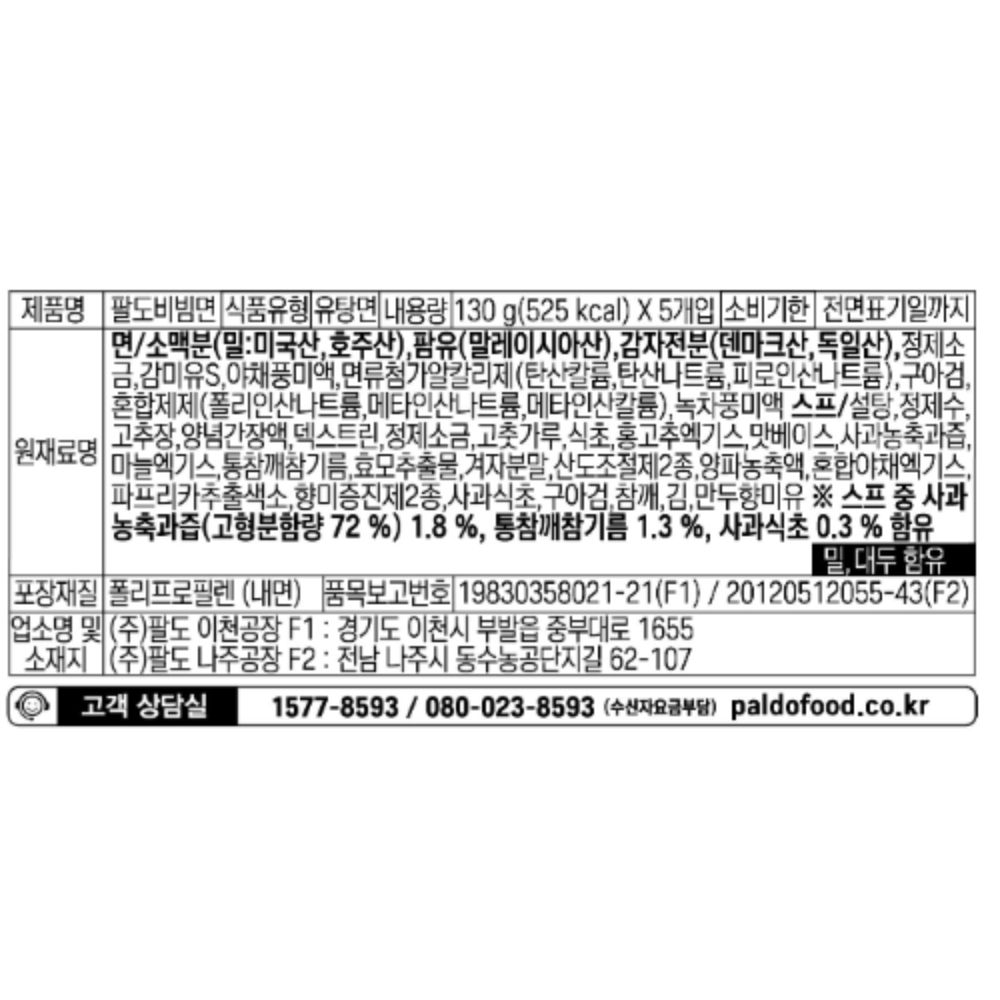 제품명 팔도비빔면 식품유형 유탕면 내용량 130 g(525 kcal) X 5개입 소비기한 전면표기일까지
원재료명
면/소맥분(밀:미국산,호주산),팜유(말레이시아산),감자전분(덴마크산,독일산),정제소
금,감미유S,야채풍미액,면류첨가알칼리제(탄산칼륨,탄산나트륨,피로인산나트륨),구아검,
혼합제제(폴리인산나트륨,메타인산나트륨,메타인산칼륨),녹차풍미액 스프/설탕,정제수,
고추장,양념간장액,덱스트린,정제소금,고춧가루,식초,홍고추엑기스,맛베이스,사과농축과즙,
마늘엑기스,통참깨참기름,효모추출물,겨자분말,산도조절제2종,양파농축액,혼합야채엑기스,
파프리카추출색소,향미증진제2종,사과식초,구아검,참깨,김,만두향미유 ※ 스프 중 사과
농축과즙(고형분함량 72 %) 1.8 %, 통참깨참기름 1.3 %, 사과식초 0.3 % 함유
밀,대두 함유
포장재질 폴리프로필렌 (내면) 품목보고번호 19830358021-21(F1) / 20120512055-43(F2)
업소명 및 (주)팔도 이천공장 F1 : 경기도 이천시 부발읍 중부대로 1655
소재지 (주)팔도 나주공장 F2 : 전남 나주시 동수농공단지길 62-107
고객 상담실 1577-8593 / 080-023-8593 (수신자요금부담) paldofood.co.kr